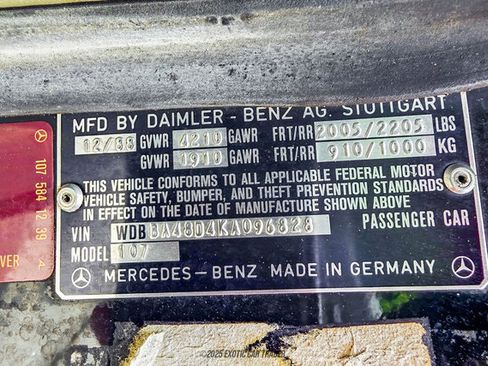 MFD BY DAIMLER - BENZ AG. STUTTGART
12/88 GVWR 4210 GAWR FRT/RR 2005/2205 LBS
GVWR 1910 GAWR FRT/RR 910/1000 KG
THIS VEHICLE CONFORMS TO ALL APPLICABLE FEDERAL MOTOR
VEHICLE SAFETY, BUMPER, AND THEFT PREVENTION STANDARDS
IN EFFECT ON THE DATE OF MANUFACTURE SHOWN ABOVE
VIN WDBBA48D4KA096828 PASSENGER CAR
MODEL 107
MERCEDES-BENZ MADE IN GERMANY
107 584 12 39
4
VER
©2025 EXOTIC CAR TRADER